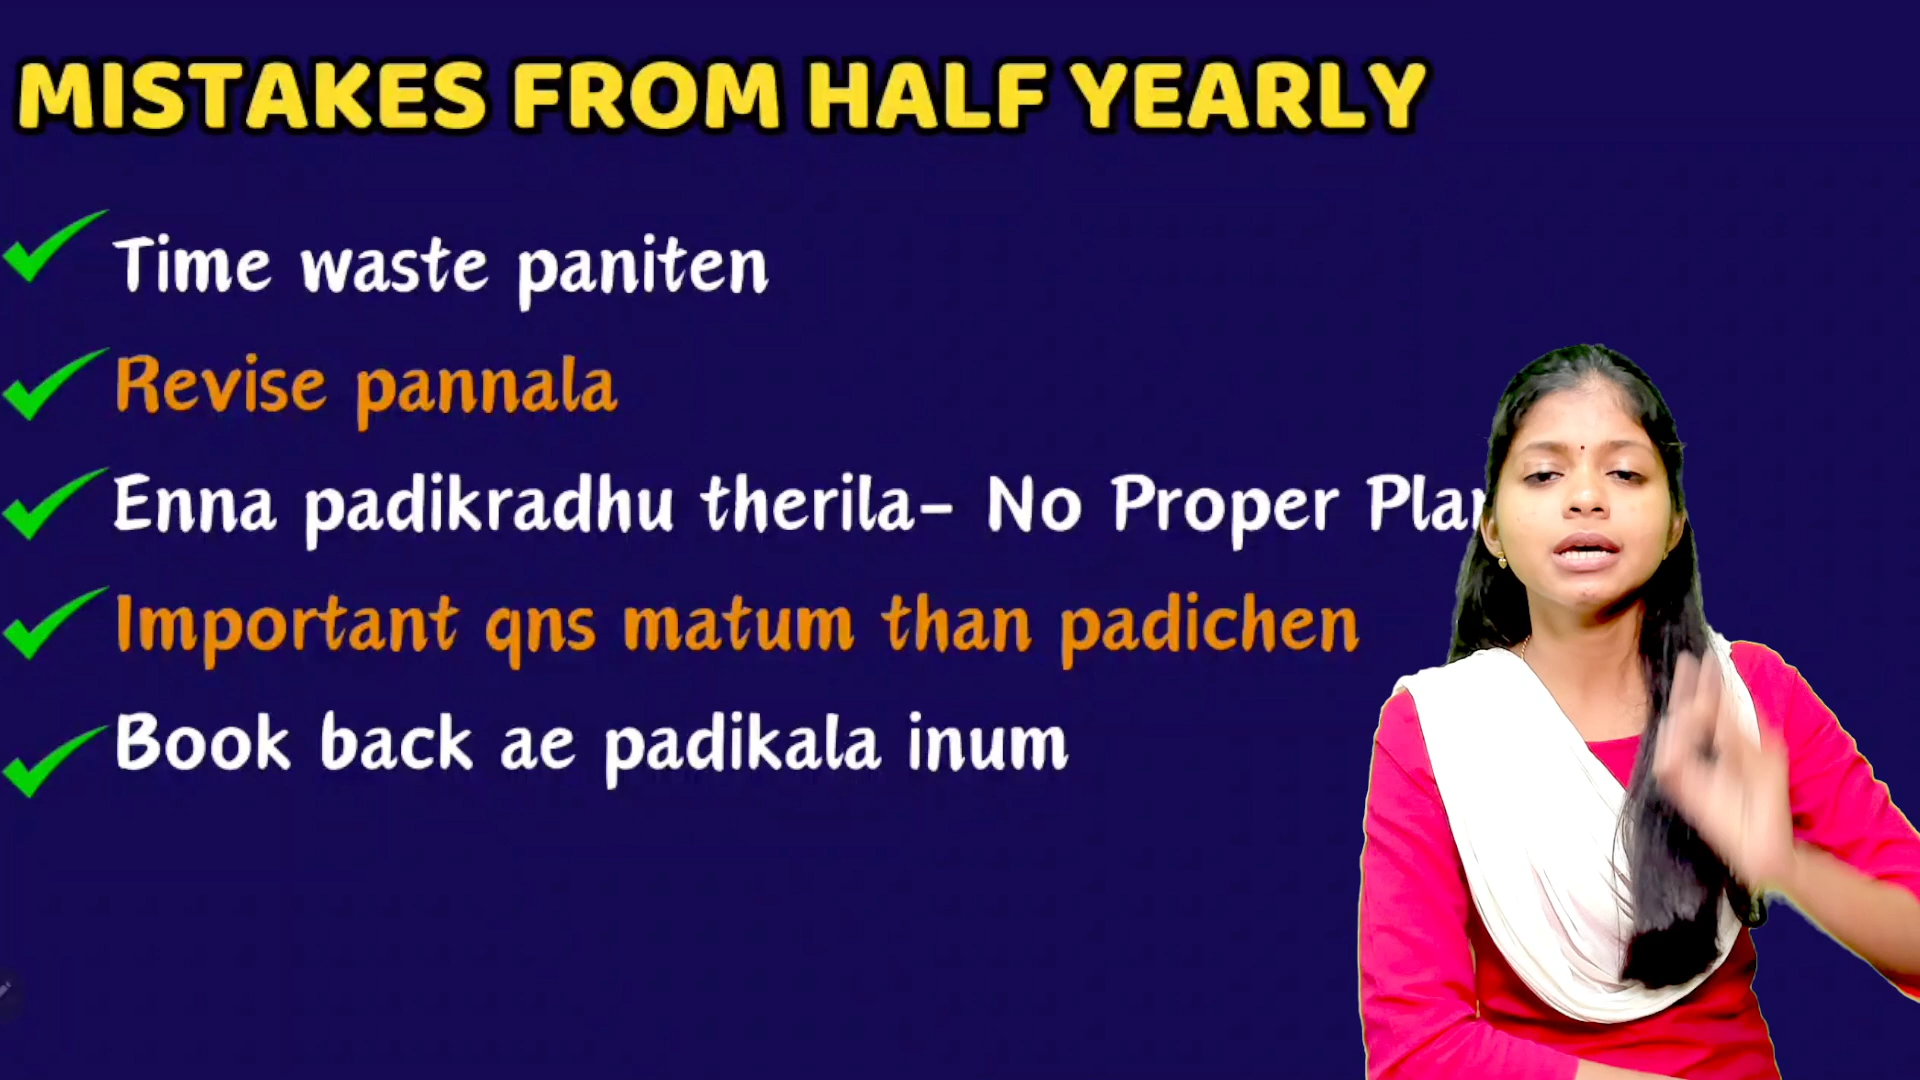 MISTAKES FROM HALF YEARLY
Time waste paniten
Revise pannala
Enna padikradhu therila- No Proper
Important qns matum than padichen
Book back ae padikala inum